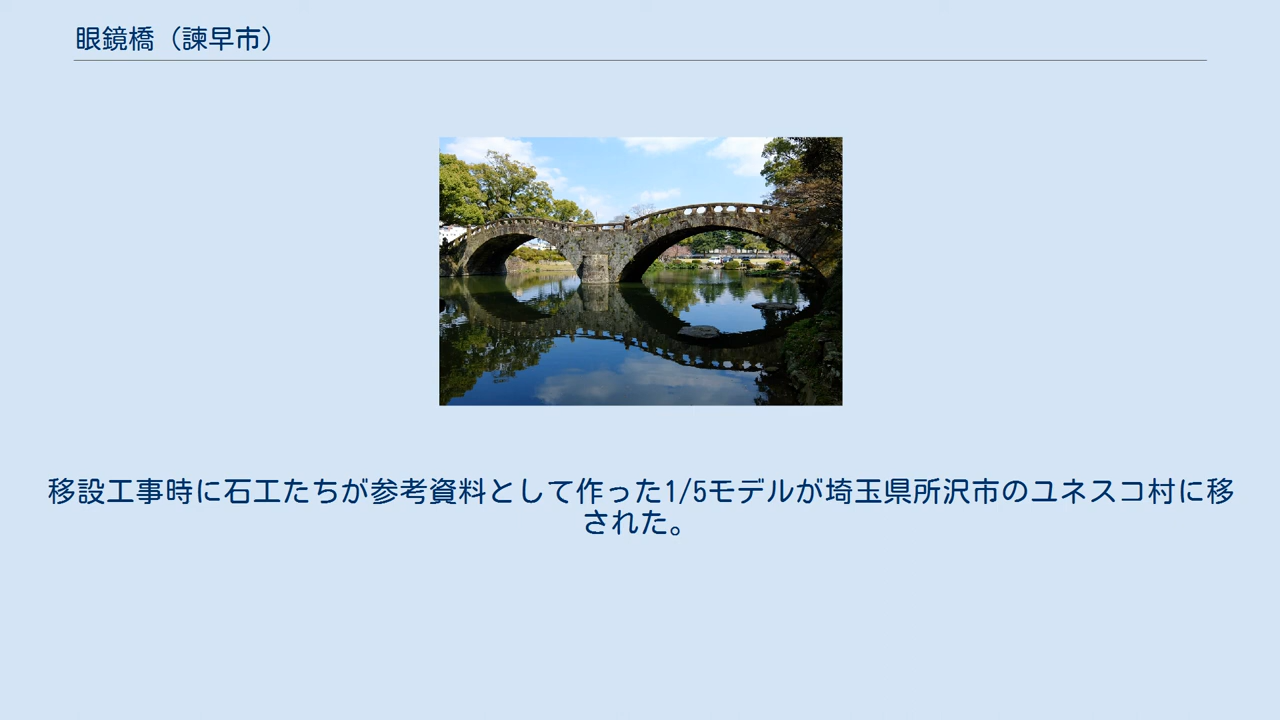 眼鏡橋（諫早市）
移設工事時に石工たちが参考資料として作った1/5モデルが埼玉県所沢市のユネスコ村に移
された。